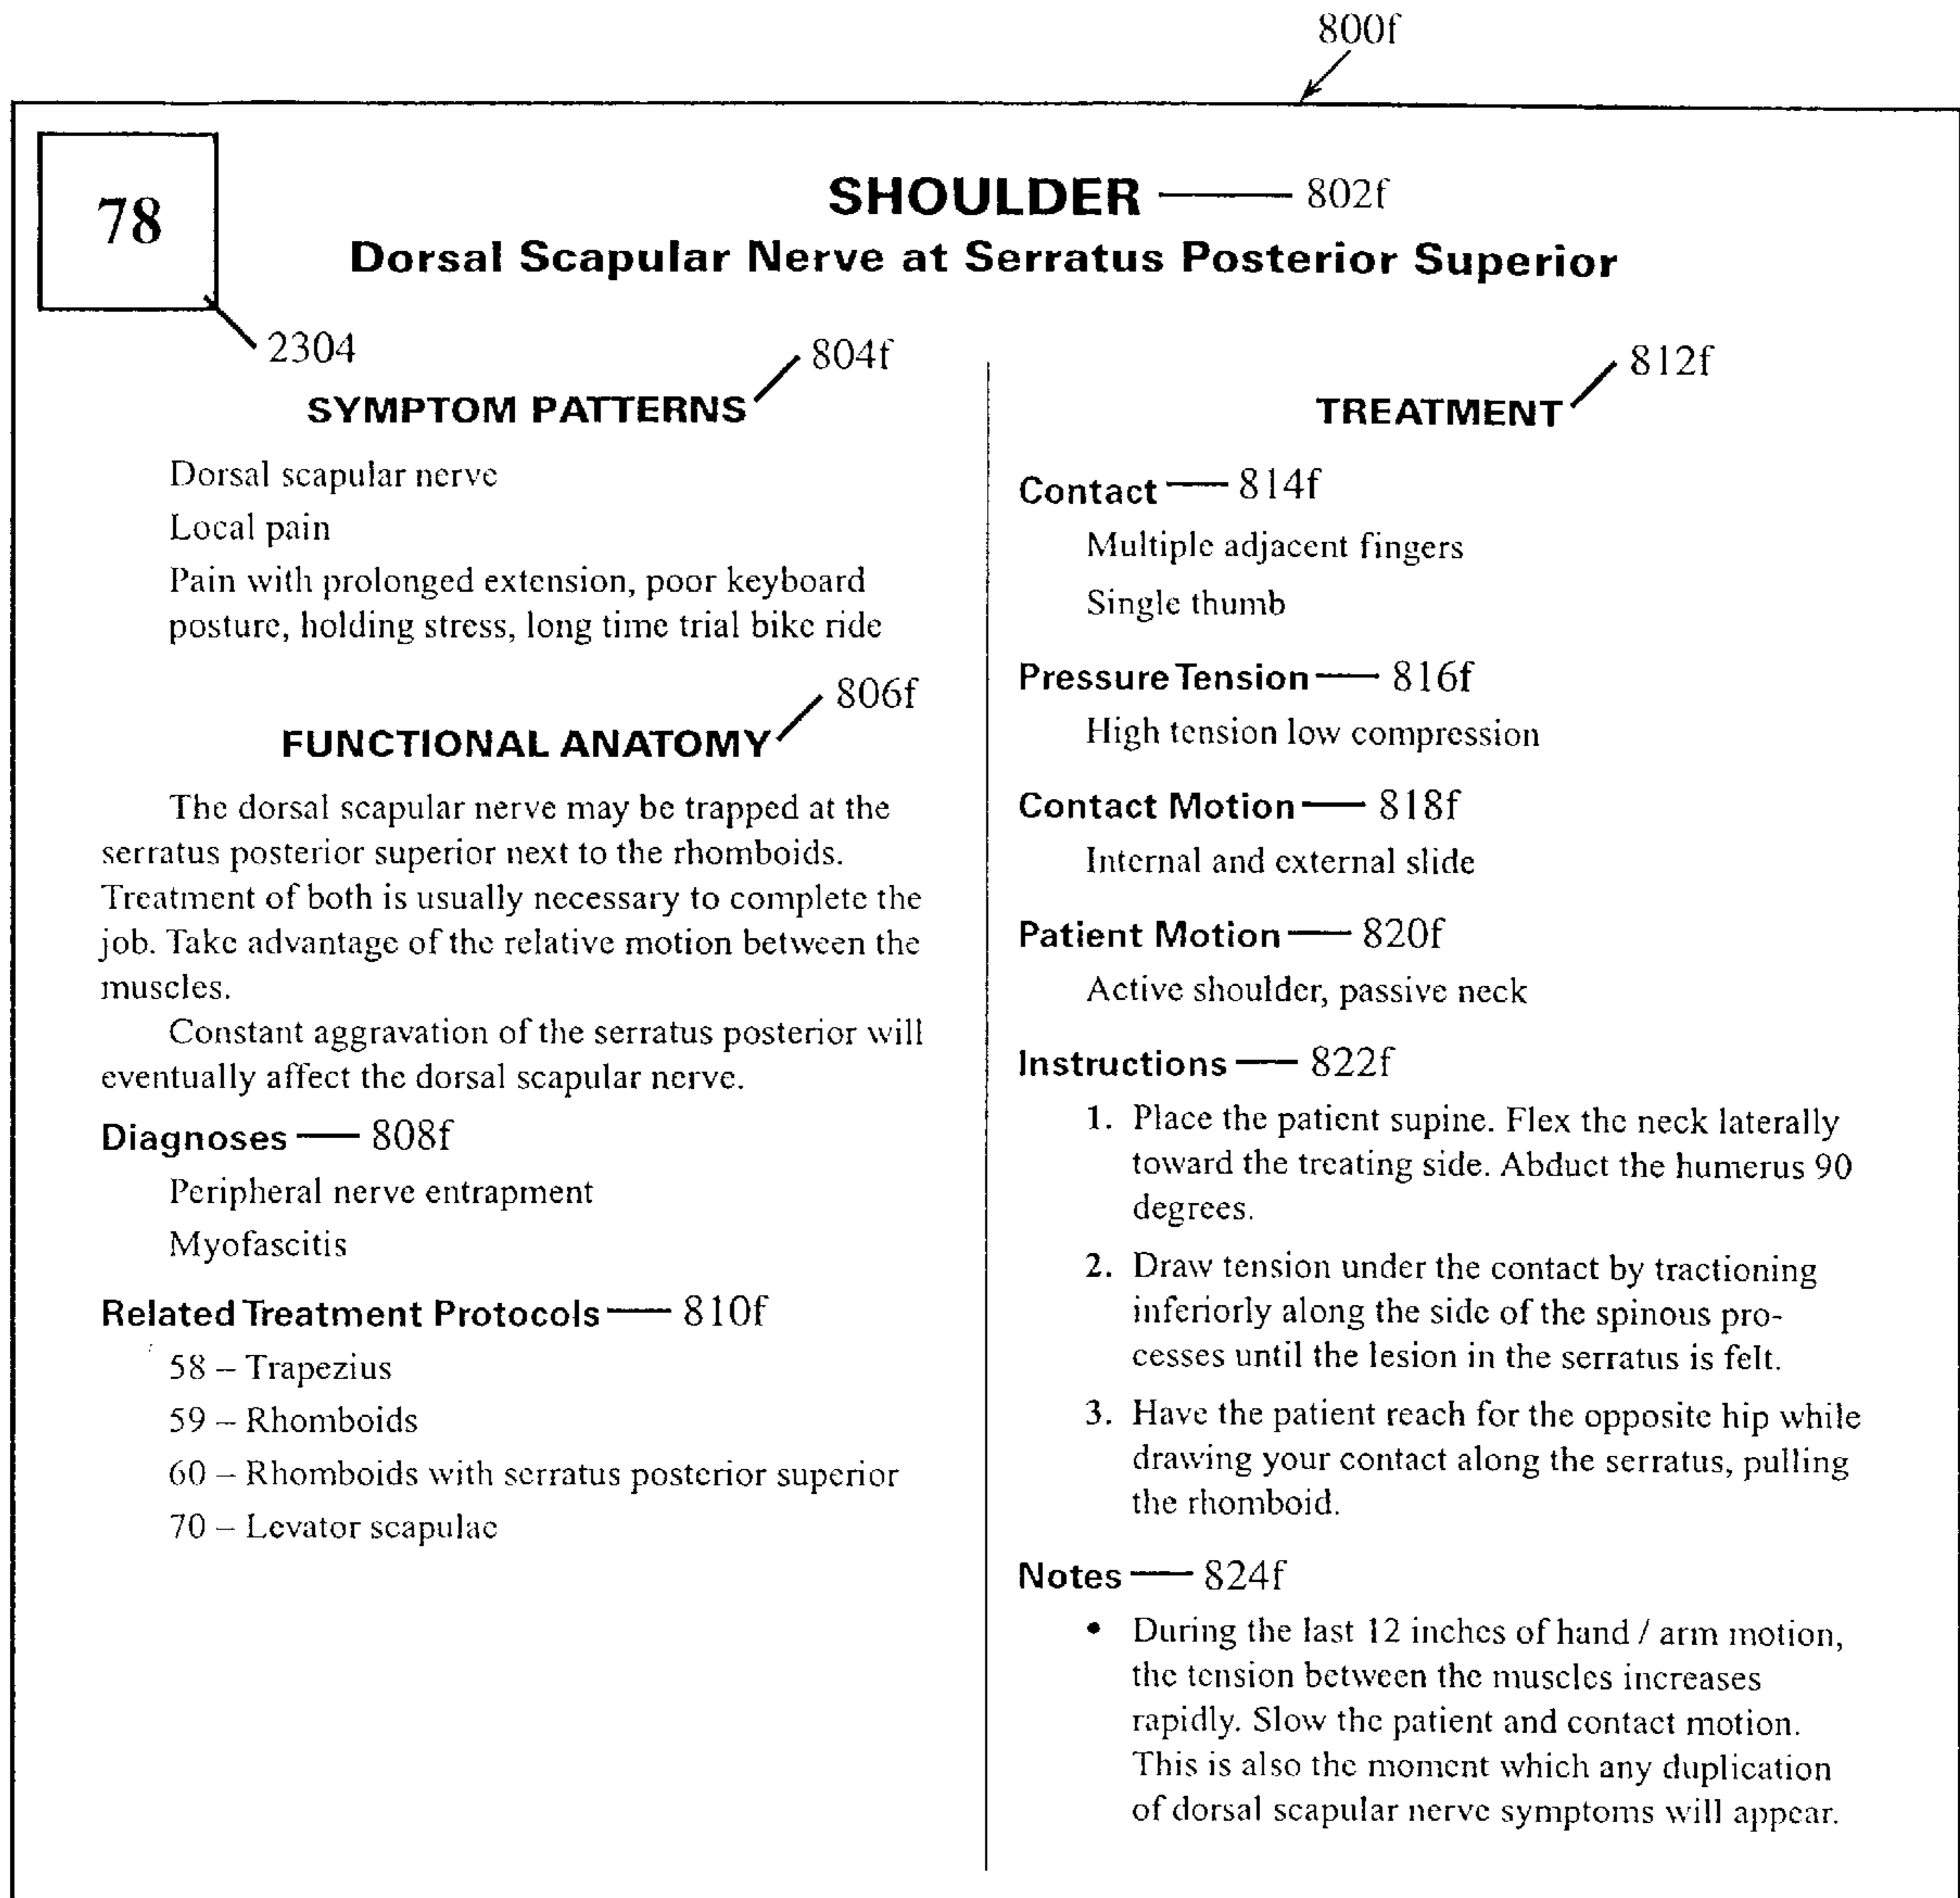 800f
78
SHOULDER 802f
Dorsal Scapular Nerve at Serratus Posterior Superior
2304
804f
SYMPTOM PATTERNS
Dorsal scapular nerve
Local pain
Pain with prolonged extension, poor keyboard
posture, holding stress, long time trial bike ride
806f
FUNCTIONAL ANATOMY
The dorsal scapular nerve may be trapped at the
serratus posterior superior next to the rhomboids.
Treatment of both is usually necessary to complete the
job. Take advantage of the relative motion between the
muscles.
Constant aggravation of the serratus posterior will
eventually affect the dorsal scapular nerve.
Diagnoses 808f
Peripheral nerve entrapment
Myofascitis
Related Treatment Protocols 810f
58 – Trapezius
59 – Rhomboids
60 – Rhomboids with serratus posterior superior
70 – Levator scapulae
812f
TREATMENT
Contact 814f
Multiple adjacent fingers
Single thumb
Pressure Tension 816f
High tension low compression
Contact Motion 818f
Internal and external slide
Patient Motion 820f
Active shoulder, passive neck
Instructions 822f
1. Place the patient supine. Flex the neck laterally
toward the treating side. Abduct the humerus 90
degrees.
2. Draw tension under the contact by tractioning
inferiorly along the side of the spinous pro-
cesses until the lesion in the serratus is felt.
3. Have the patient reach for the opposite hip while
drawing your contact along the serratus, pulling
the rhomboid.
Notes 824f
• During the last 12 inches of hand / arm motion,
the tension between the muscles increases
rapidly. Slow the patient and contact motion.
This is also the moment which any duplication
of dorsal scapular nerve symptoms will appear.